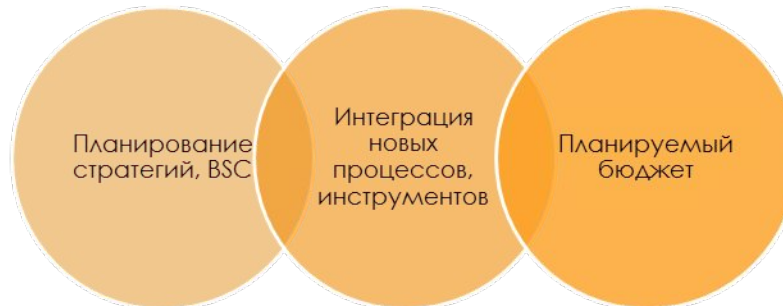 Планирование
стратегий, BSC
Интеграция
новых
процессов,
инструментов
Планируемый
бюджет